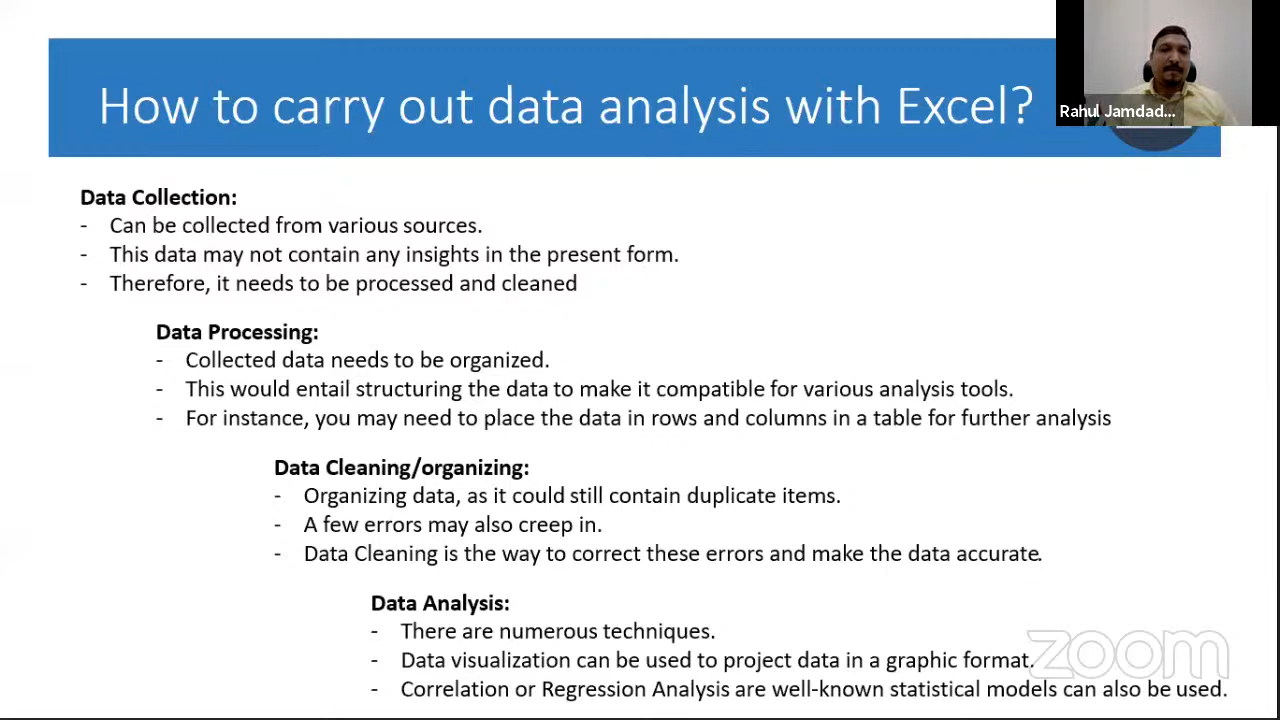 How to carry out data analysis with Excel?
Rahul Jamdad...
Data Collection:
- Can be collected from various sources.
- This data may not contain any insights in the present form.
- Therefore, it needs to be processed and cleaned
Data Processing:
- Collected data needs to be organized.
- This would entail structuring the data to make it compatible for various analysis tools.
- For instance, you may need to place the data in rows and columns in a table for further analysis
Data Cleaning/organizing:
- Organizing data, as it could still contain duplicate items.
- A few errors may also creep in.
- Data Cleaning is the way to correct these errors and make the data accurate.
Data Analysis:
- There are numerous techniques.
- Data visualization can be used to project data in a graphic format.
- Correlation or Regression Analysis are well-known statistical models can also be used.
zoom